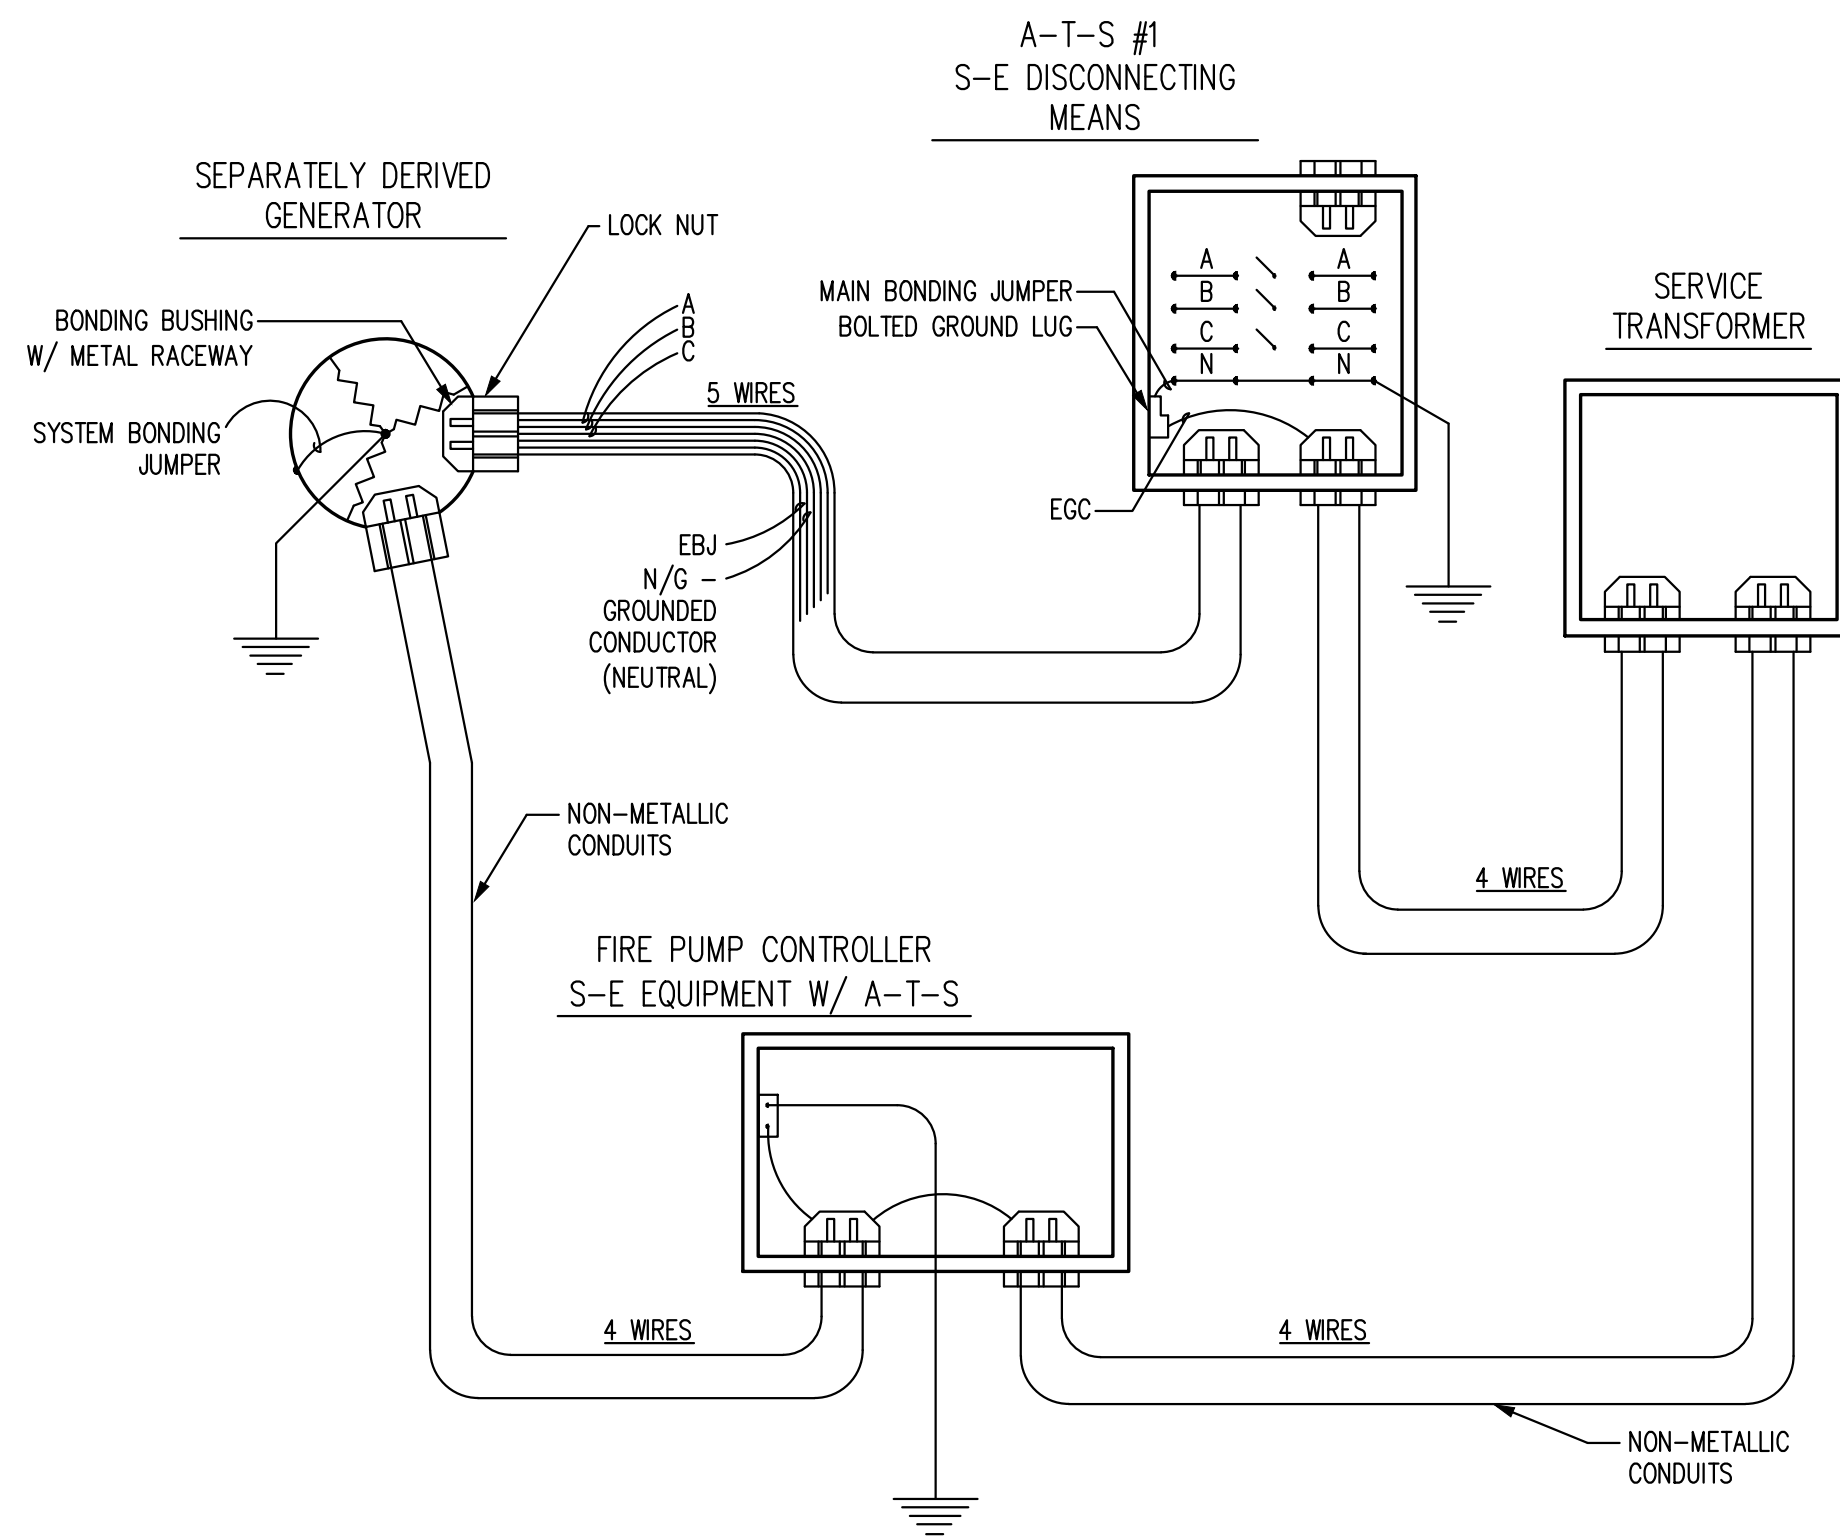 A-T-S #1
S-E DISCONNECTING
MEANS
SEPARATELY DERIVED
GENERATOR
LOCK NUT
BONDING BUSHING
W/ METAL RACEWAY
SYSTEM BONDING
JUMPER
A
B
C
5 WIRES
EBJ
N/G -
GROUNDED
CONDUCTOR
(NEUTRAL)
MAIN BONDING JUMPER
BOLTED GROUND LUG
A A
B B
C C
N N
EGC
SERVICE
TRANSFORMER
NON-METALLIC
CONDUITS
4 WIRES
FIRE PUMP CONTROLLER
S-E EQUIPMENT W/ A-T-S
4 WIRES
4 WIRES
NON-METALLIC
CONDUITS